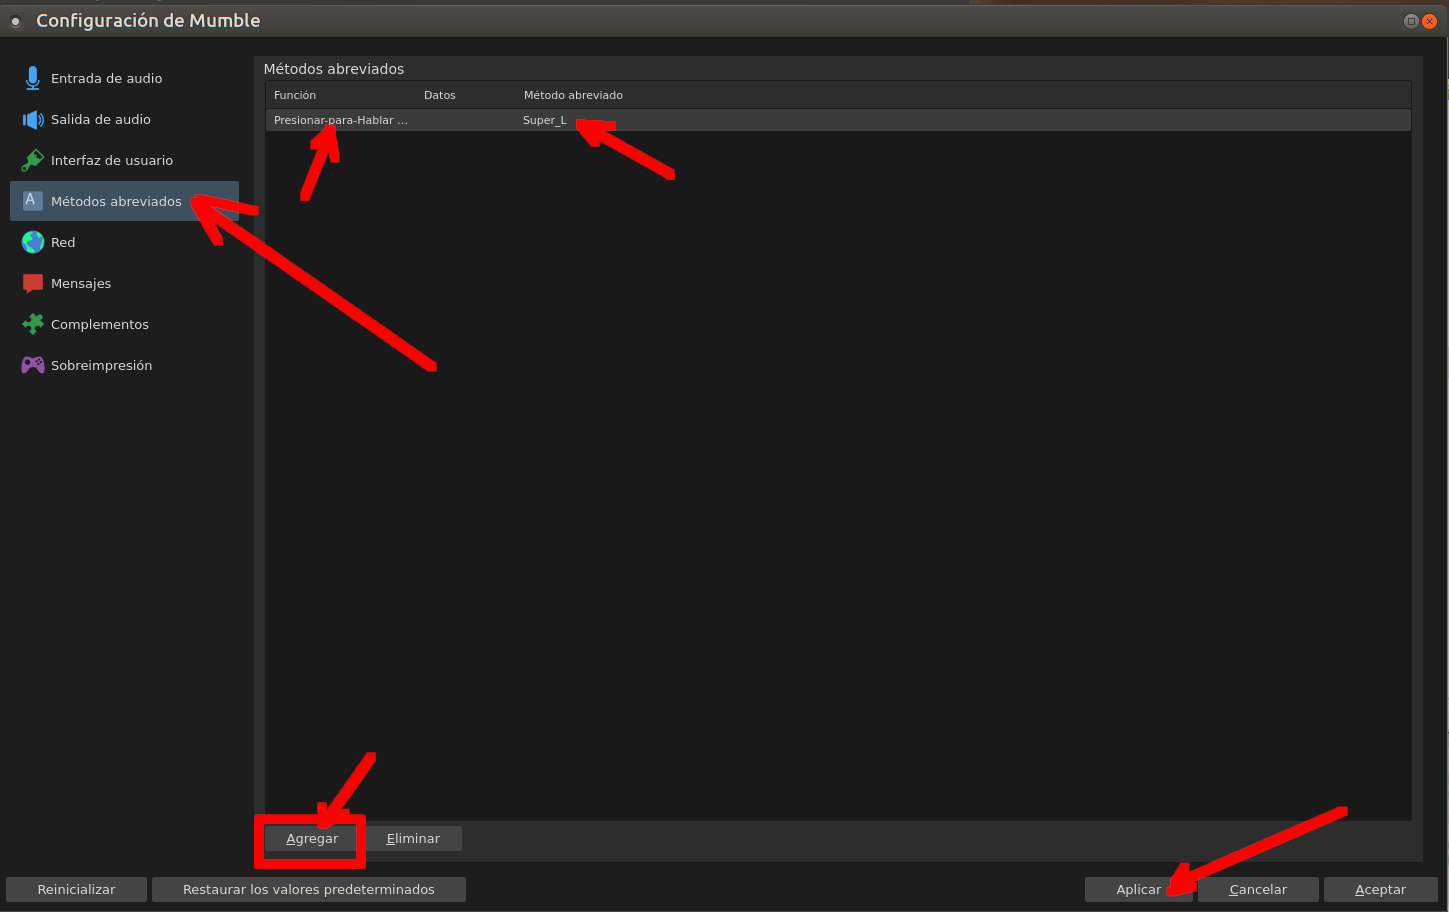 Configuración de Mumble
Entrada de audio
Salida de audio
Interfaz de usuario
Métodos abreviados
Red
Mensajes
Complementos
Sobreimpresión
Métodos abreviados
Función Datos Método abreviado
Presionar-para-Hablar ... Super_L
Agregar Eliminar
Reinicializar Restaurar los valores predeterminados Aplicar Cancelar Aceptar